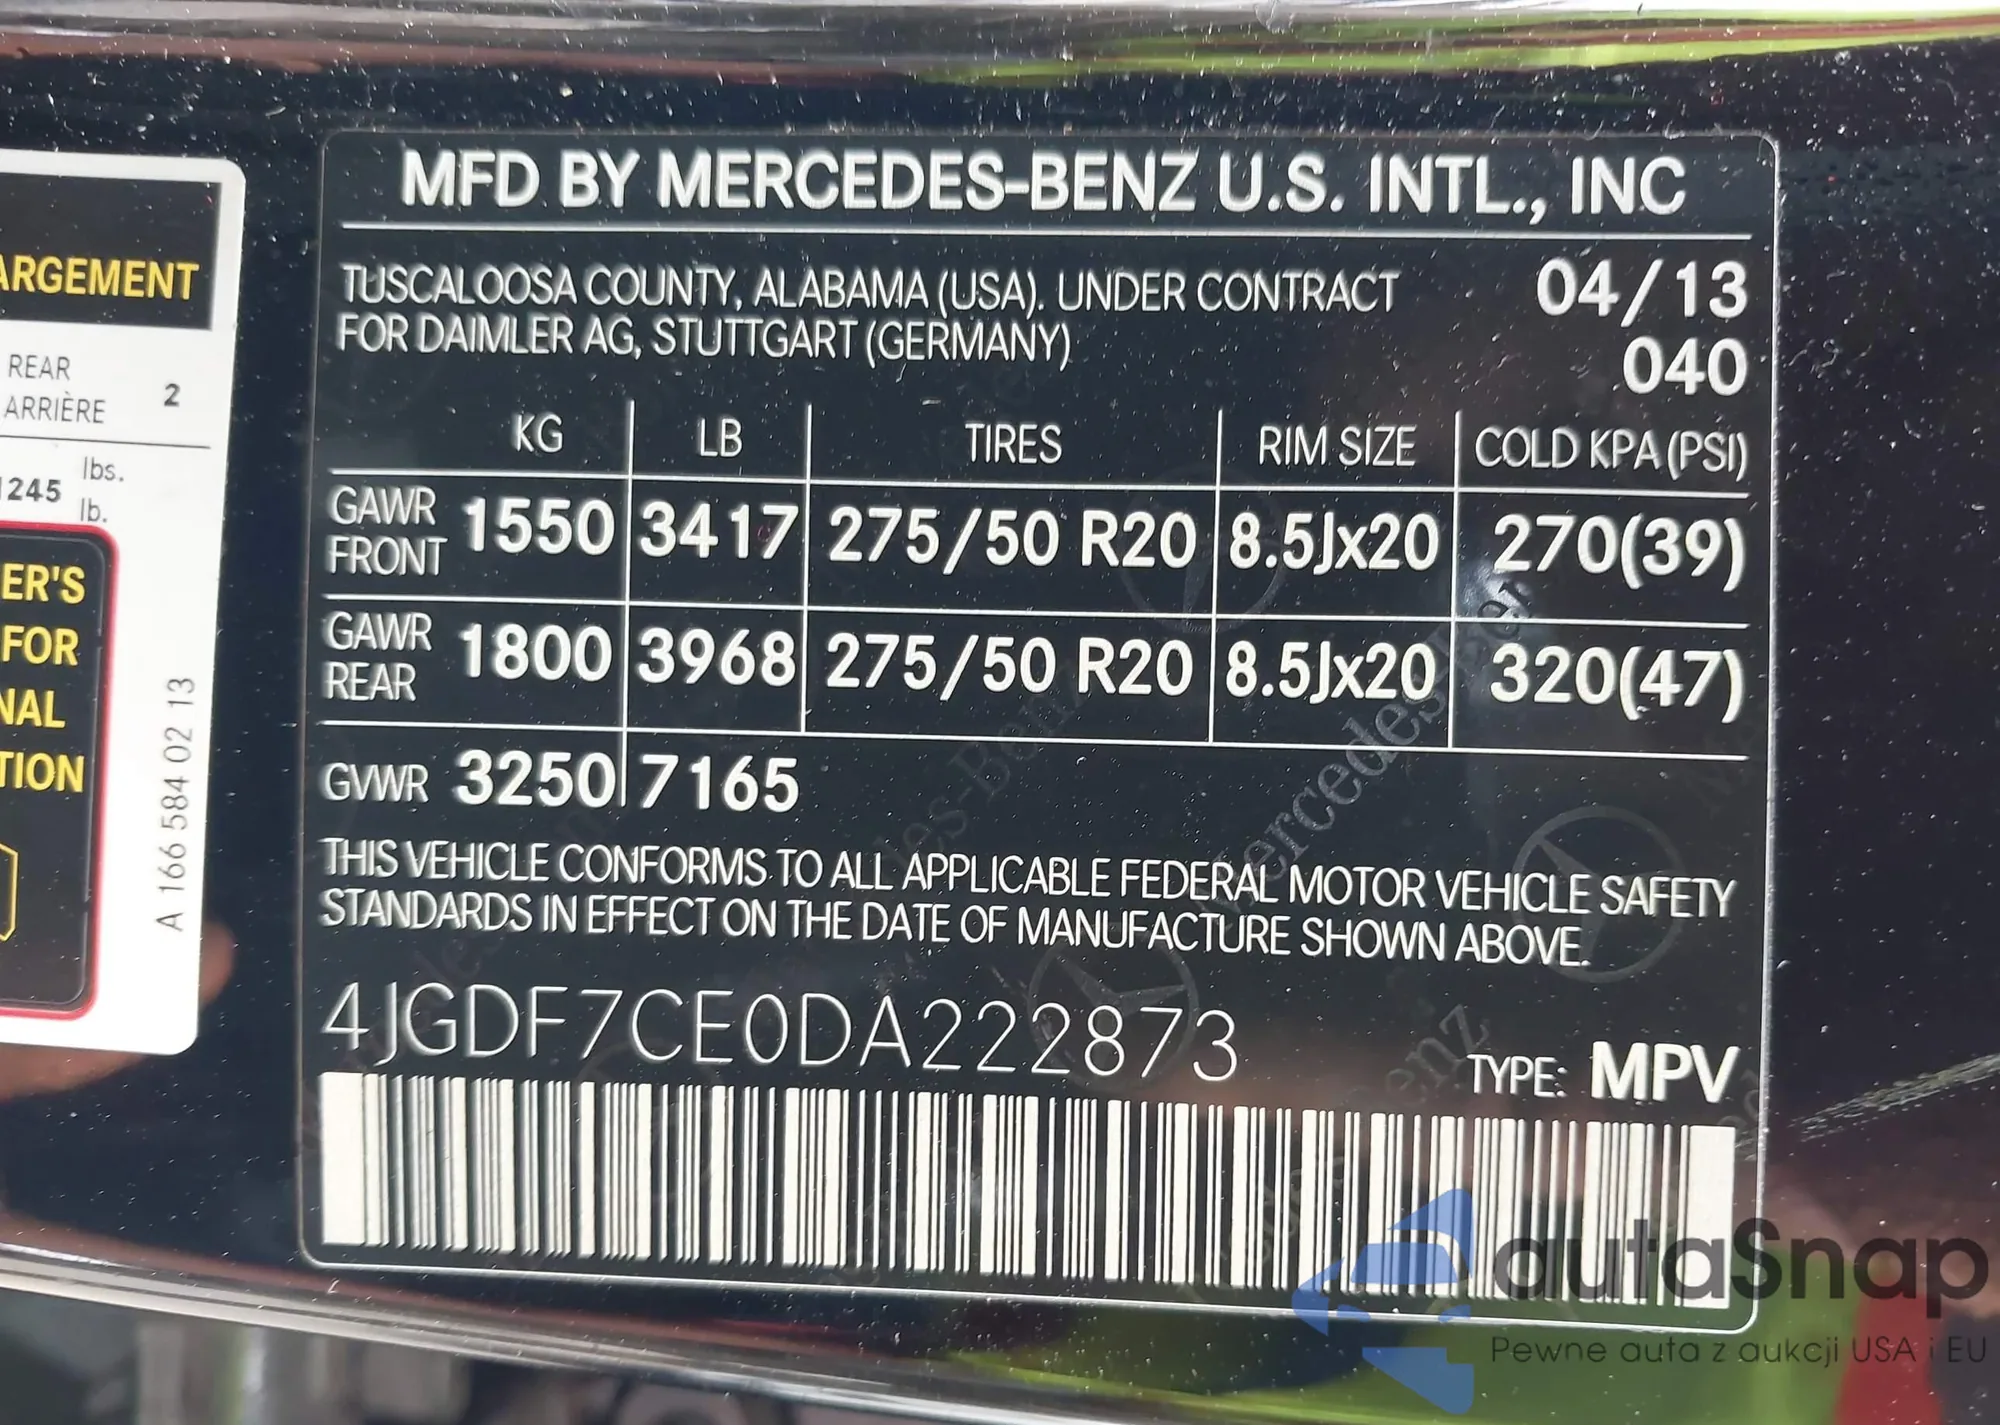 ARGEMENT
REAR
ARRIÈRE 2
lbs.
1245
lb.
ER'S
FOR
NAL
TION
A 166 584 02 13
MFD BY MERCEDES-BENZ U.S. INTL., INC
TUSCALOOSA COUNTY, ALABAMA (USA). UNDER CONTRACT 04/13
FOR DAIMLER AG, STUTTGART (GERMANY) 040
KG LB TIRES RIM SIZE COLD KPA (PSI)
GAWR FRONT 1550 3417 275/50 R20 8.5Jx20 270(39)
GAWR REAR 1800 3968 275/50 R20 8.5Jx20 320(47)
GVWR 3250 7165
THIS VEHICLE CONFORMS TO ALL APPLICABLE FEDERAL MOTOR VEHICLE SAFETY
STANDARDS IN EFFECT ON THE DATE OF MANUFACTURE SHOWN ABOVE.
4JGDF7CE0DA222873
TYPE: MPV
autaSnap
Pewne auta z aukcji USA i EU